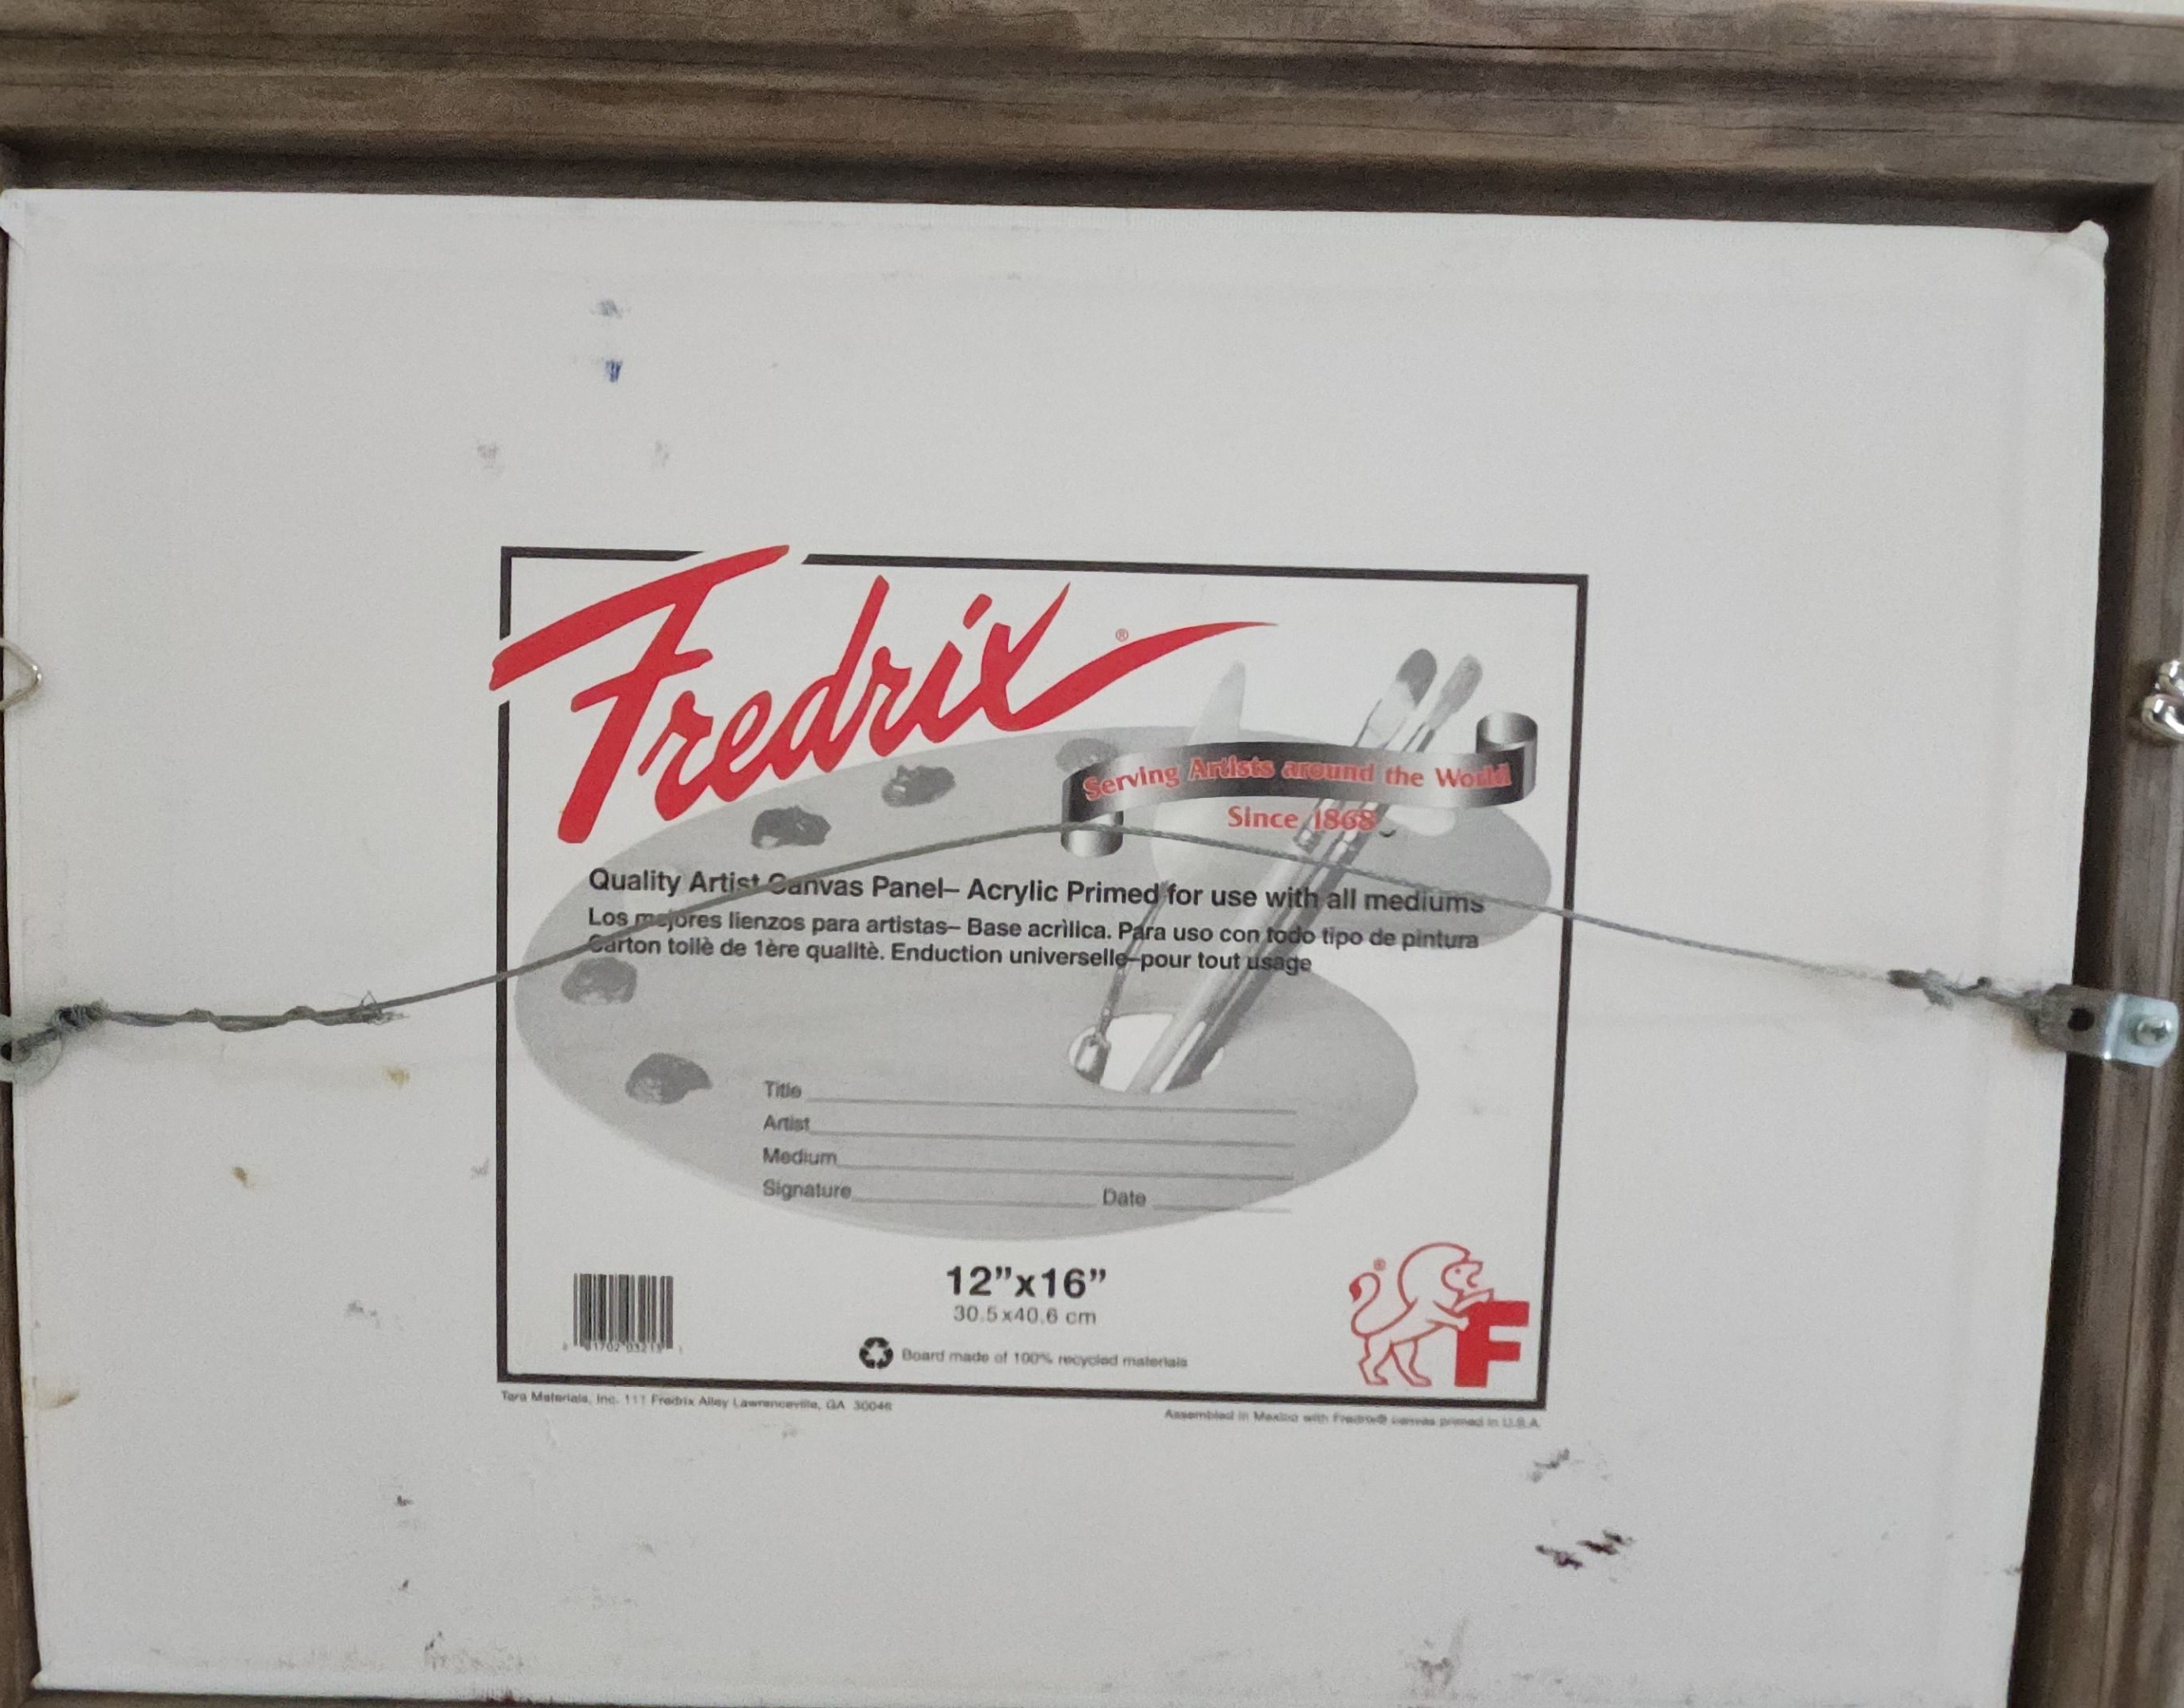 Fredrix®
Serving Artists around the World
Since 1868
Quality Artist Canvas Panel– Acrylic Primed for use with all mediums
Los mejores lienzos para artistas– Base acrìlica. Para uso con todo tipo de pintura
Carton toilè de 1ère qualitè. Enduction universelle–pour tout usage
Title
Artist
Medium
Signature Date
12”x16”
30.5x40.6 cm
Board made of 100% recycled materials
® F
Tara Materials, Inc. 111 Fredrix Alley Lawrenceville, GA 30046
Assembled in Mexico with Fredrix® canvas primed in U.S.A.